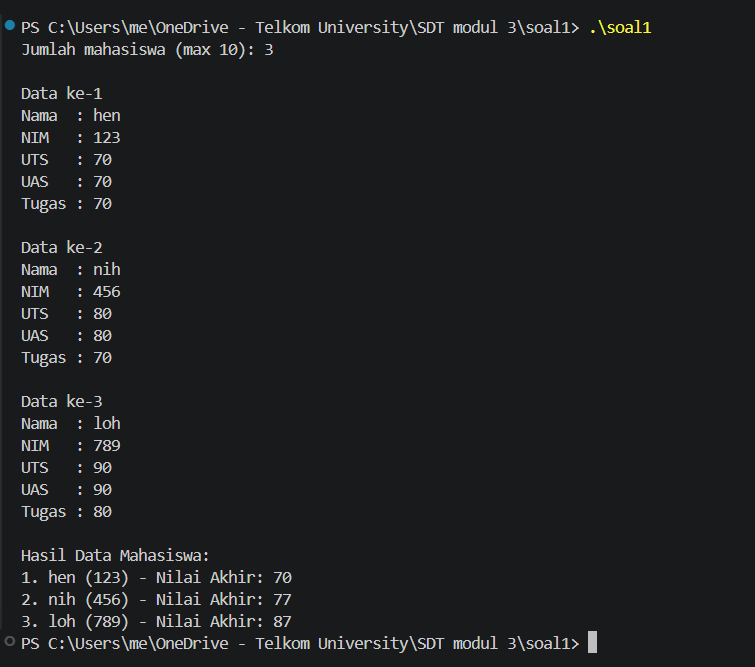 PS C:\Users\me\OneDrive - Telkom University\SDT modul 3\soal1> .\soal1
Jumlah mahasiswa (max 10): 3

Data ke-1
Nama  : hen
NIM   : 123
UTS   : 70
UAS   : 70
Tugas : 70

Data ke-2
Nama  : nih
NIM   : 456
UTS   : 80
UAS   : 80
Tugas : 70

Data ke-3
Nama  : loh
NIM   : 789
UTS   : 90
UAS   : 90
Tugas : 80

Hasil Data Mahasiswa:
1. hen (123) - Nilai Akhir: 70
2. nih (456) - Nilai Akhir: 77
3. loh (789) - Nilai Akhir: 87
PS C:\Users\me\OneDrive - Telkom University\SDT modul 3\soal1>